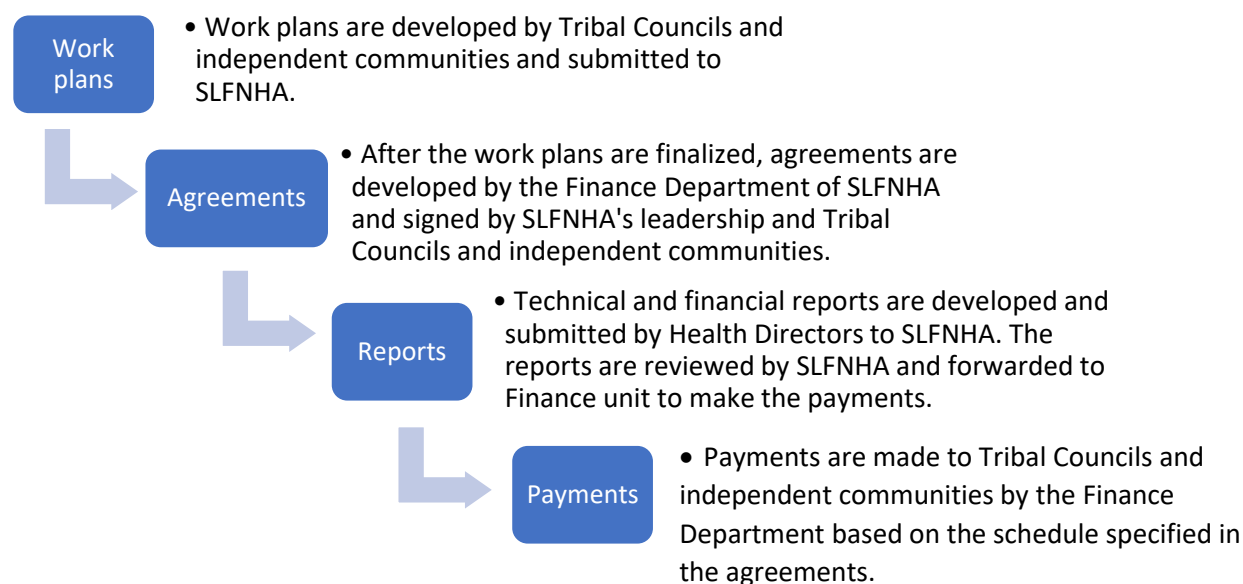 Work
plans
• Work plans are developed by Tribal Councils and
independent communities and submitted to
SLFNHA.
Agreements
• After the work plans are finalized, agreements are
developed by the Finance Department of SLFNHA
and signed by SLFNHA's leadership and Tribal
Councils and independent communities.
Reports
• Technical and financial reports are developed and
submitted by Health Directors to SLFNHA. The
reports are reviewed by SLFNHA and forwarded to
Finance unit to make the payments.
Payments
• Payments are made to Tribal Councils and
independent communities by the Finance
Department based on the schedule specified in
the agreements.